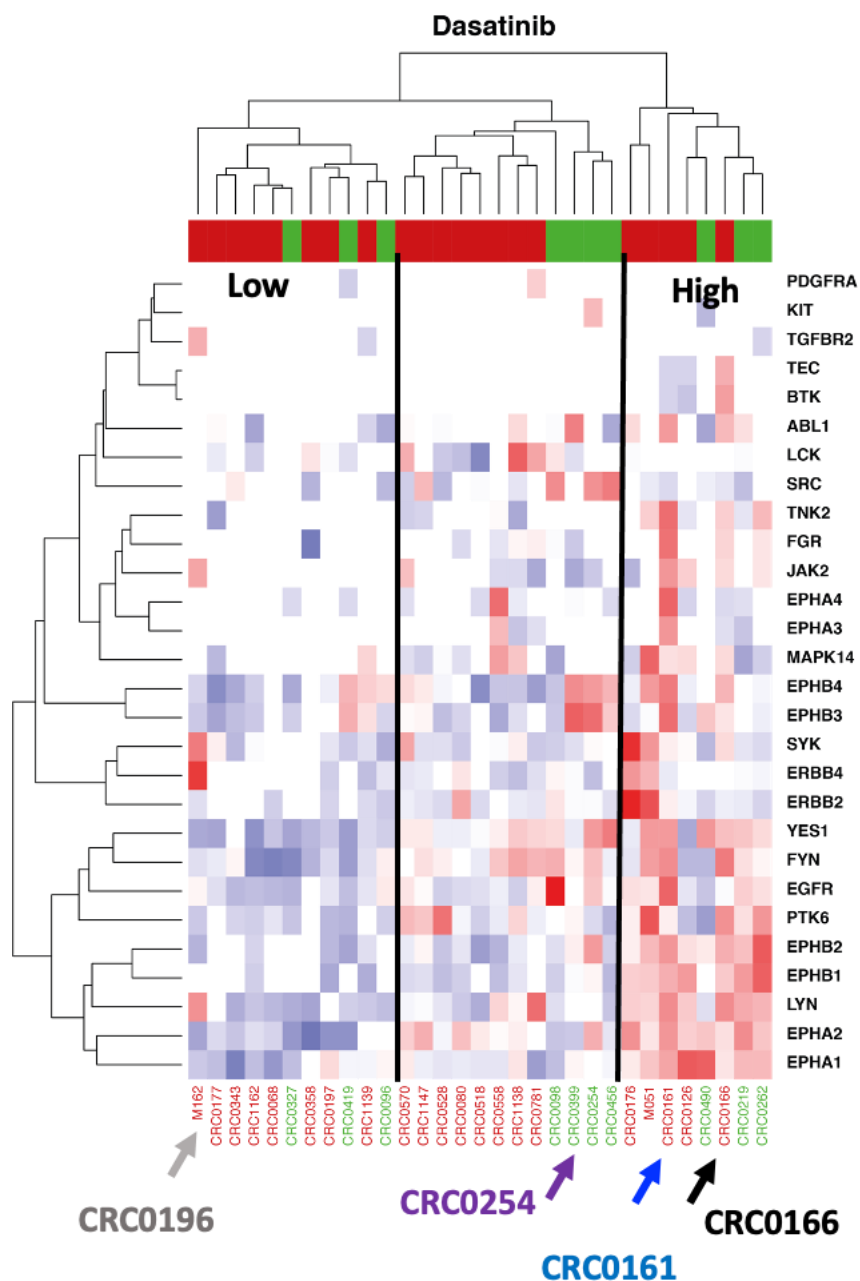 Dasatinib
Low
High
PDGFRA
KIT
TGFBR2
TEC
BTK
ABL1
LCK
SRC
TNK2
FGR
JAK2
EPHA4
EPHA3
MAPK14
EPHB4
EPHB3
SYK
ERBB4
ERBB2
YES1
FYN
EGFR
PTK6
EPHB2
EPHB1
LYN
EPHA2
EPHA1
M162
CRC0177
CRC0343
CRC1162
CRC0068
CRC0327
CRC0358
CRC0197
CRC0419
CRC1139
CRC0096
CRC0570
CRC1147
CRC0528
CRC0080
CRC0518
CRC0558
CRC1138
CRC0781
CRC0098
CRC0999
CRC0254
CRC0456
CRC0176
M051
CRC0161
CRC0126
CRC0490
CRC0166
CRC0219
CRC0262
CRC0196
CRC0254
CRC0161
CRC0166